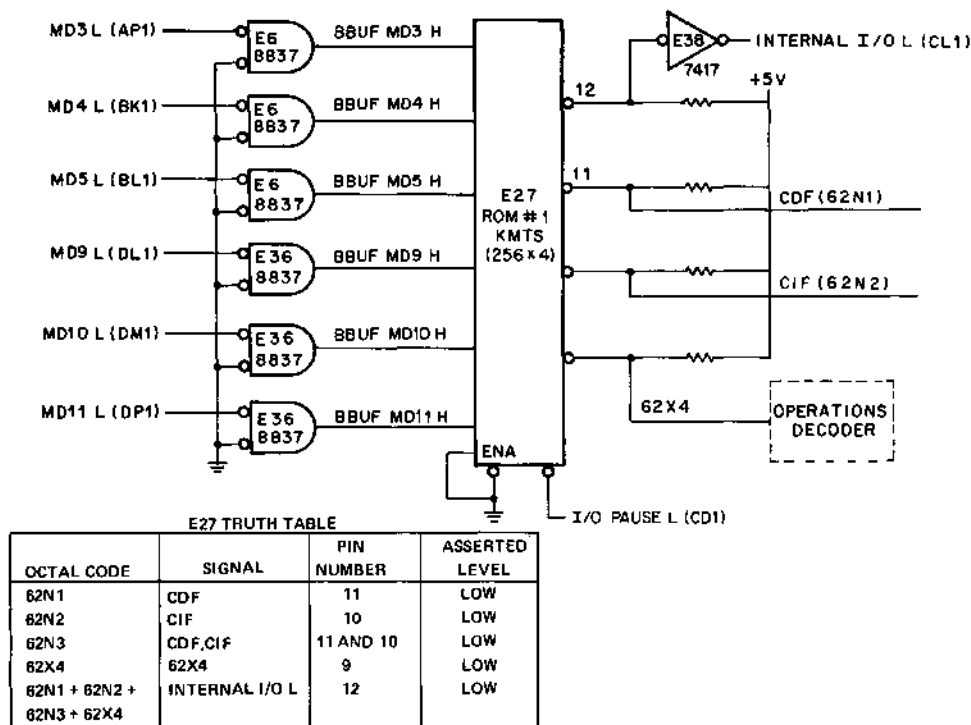 MD3 L (AP1)
E6
8837
BBUF MD3 H
MD4 L (BK1)
E6
8837
BBUF MD4 H
MD5 L (BL1)
E6
8837
BBUF MD5 H
MD9 L (DL1)
E36
8837
BBUF MD9 H
MD10 L (DM1)
E36
8837
BBUF MD10 H
MD11 L (DP1)
E36
8837
BBUF MD11 H
E27
ROM # 1
KMTS
(256X4)
ENA
I/O PAUSE L (CD1)
12
E38
7417
INTERNAL I/O L (CL1)
+5V
11
CDF (62N1)
CIF (62N2)
62X4
OPERATIONS
DECODER
E27 TRUTH TABLE
OCTAL CODE SIGNAL PIN NUMBER ASSERTED LEVEL
62N1 CDF 11 LOW
62N2 CIF 10 LOW
62N3 CDF,CIF 11 AND 10 LOW
62X4 62X4 9 LOW
62N1 + 62N2 + INTERNAL I/O L 12 LOW
62N3 + 62X4